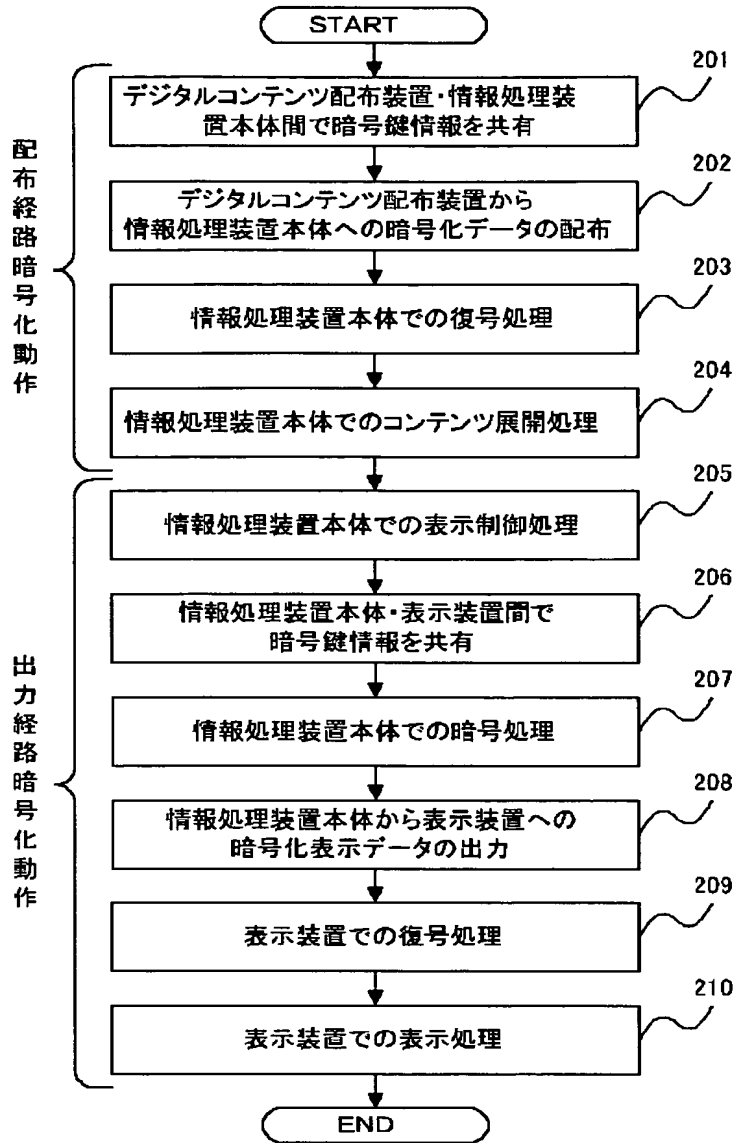 START
201
デジタルコンテンツ配布装置・情報処理装
置本体間で暗号鍵情報を共有
202
デジタルコンテンツ配布装置から
情報処理装置本体への暗号化データの配布
203
情報処理装置本体での復号処理
204
情報処理装置本体でのコンテンツ展開処理
配布経路暗号化動作
205
情報処理装置本体での表示制御処理
206
情報処理装置本体・表示装置間で
暗号鍵情報を共有
207
情報処理装置本体での暗号処理
208
情報処理装置本体から表示装置への
暗号化表示データの出力
209
表示装置での復号処理
210
表示装置での表示処理
出力経路暗号化動作
END